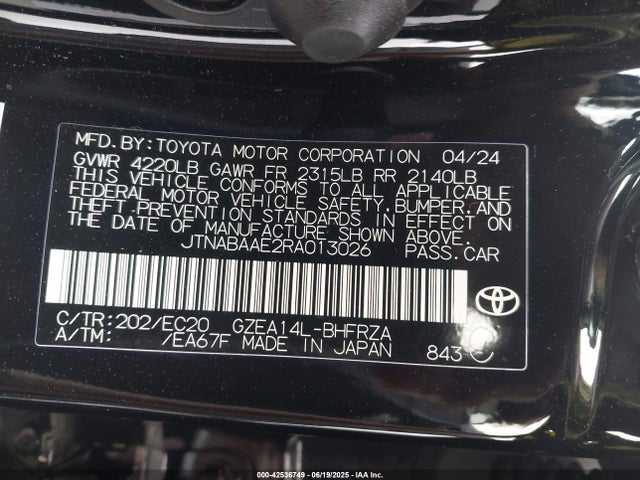 MFD.BY:TOYOTA MOTOR CORPORATION 04/24
GVWR 4220LB GAWR FR 2315LB RR 2140LB
THIS VEHICLE CONFORMS TO ALL APPLICABLE
FEDERAL MOTOR VEHICLE SAFETY,BUMPER,AND
THEFT PREVENTION STANDARDS IN EFFECT ON
THE DATE OF MANUFACTURE SHOWN ABOVE.
JTNABAAE2RA013026 PASS.CAR
C/TR:202/EC20 GZEA14L-BHFRZA
A/TM: /EA67F MADE IN JAPAN 843
000-42536749 - 06/19/2025 - IAA Inc.